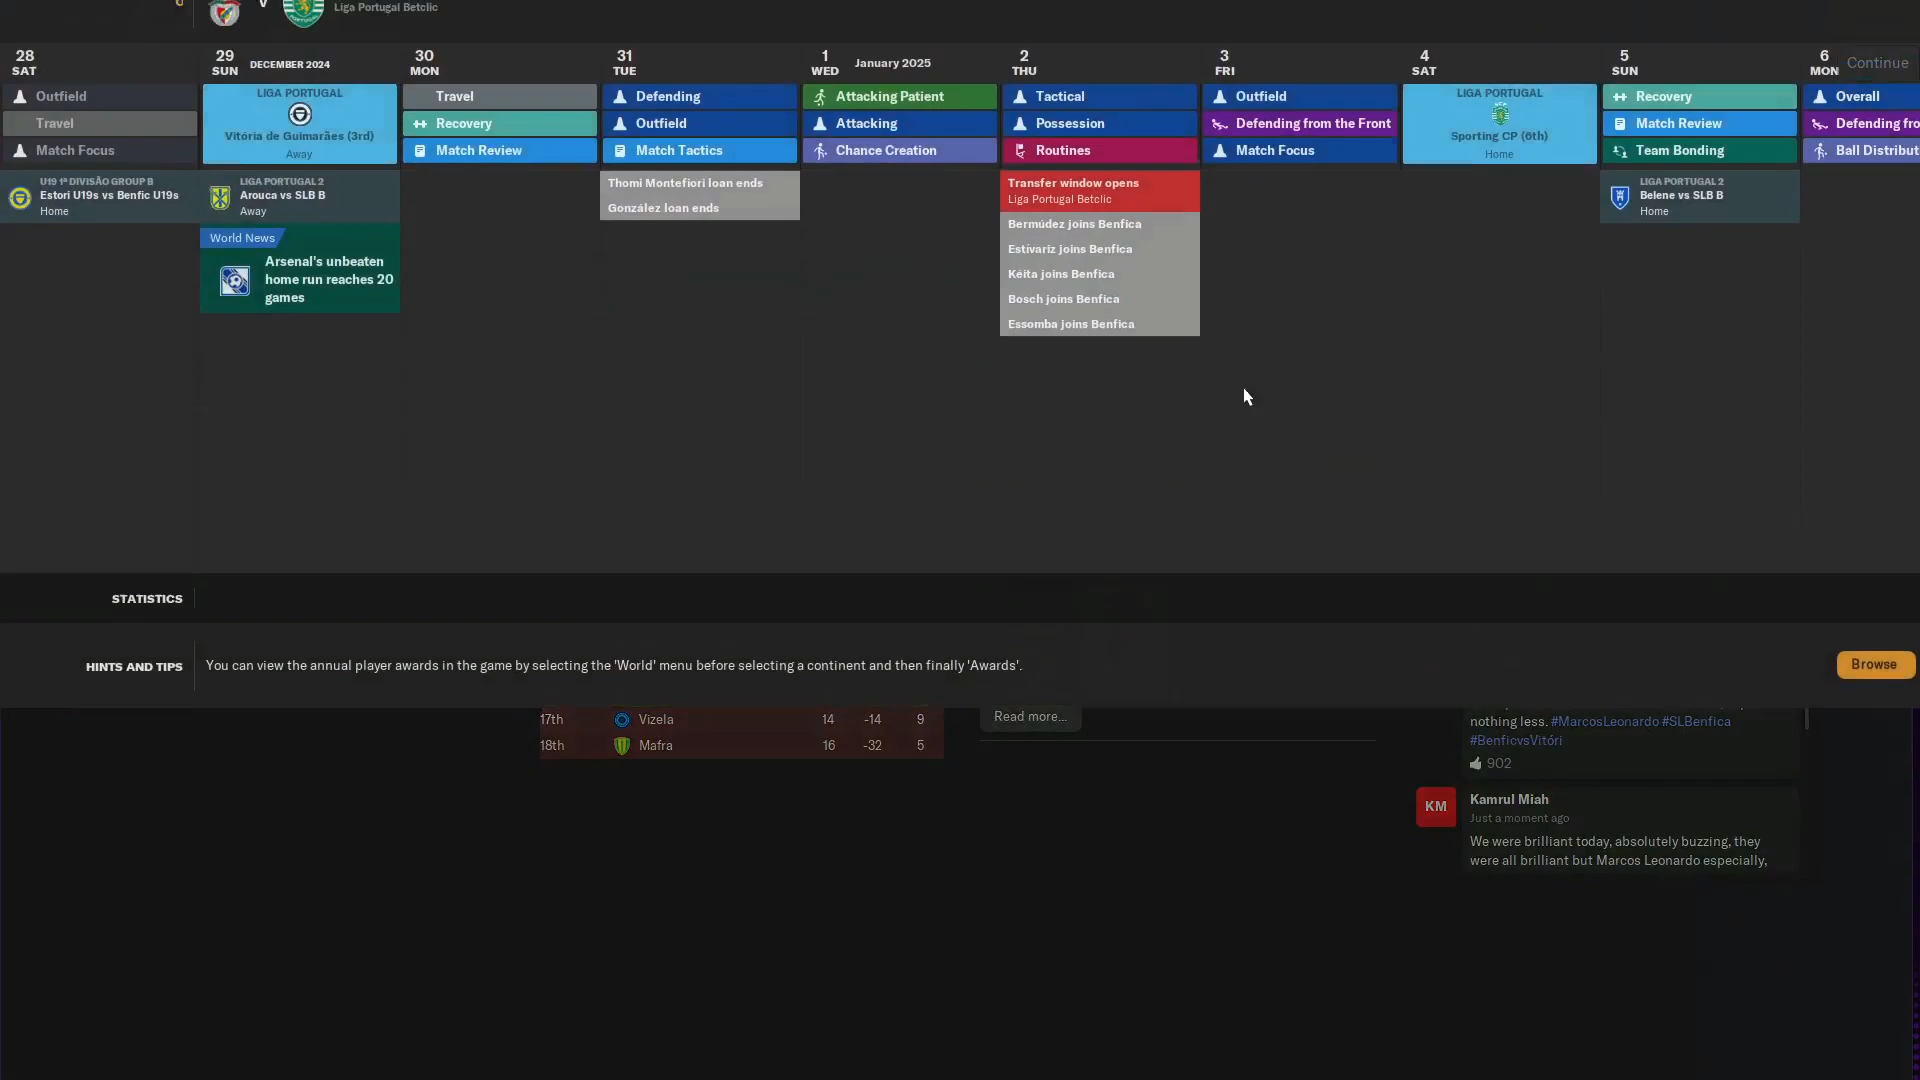 v
Liga Portugal Betclic
28
SAT
29
SUN
DECEMBER 2024
30
MON
31
TUE
1
WED
January 2025
2
THU
3
FRI
4
SAT
5
SUN
6
MON
Continue
Outfield
Travel
Match Focus
LIGA PORTUGAL
Vitória de Guimarães (3rd)
Away
Travel
Recovery
Match Review
Defending
Outfield
Match Tactics
Attacking Patient
Attacking
Chance Creation
Tactical
Possession
Routines
Outfield
Defending from the Front
Match Focus
LIGA PORTUGAL
Sporting CP (6th)
Home
Recovery
Match Review
Team Bonding
Overall
Defending fro
Ball Distribut
U19 1ª DIVISÃO GROUP B
Estori U19s vs Benfic U19s
Home
LIGA PORTUGAL 2
Arouca vs SLB B
Away
World News
Arsenal's unbeaten
home run reaches 20
games
Thomi Montefiori loan ends
González loan ends
Transfer window opens
Liga Portugal Betclic
Bermúdez joins Benfica
Estívariz joins Benfica
Kéita joins Benfica
Bosch joins Benfica
Essomba joins Benfica
LIGA PORTUGAL 2
Belene vs SLB B
Home
STATISTICS
HINTS AND TIPS
You can view the annual player awards in the game by selecting the 'World' menu before selecting a continent and then finally 'Awards'.
Browse
17th Vizela 14 -14 9
18th Mafra 16 -32 5
Read more...
nothing less. #MarcosLeonardo #SLBenfica
#BenficvsVitóri
902
KM
Kamrul Miah
Just a moment ago
We were brilliant today, absolutely buzzing, they
were all brilliant but Marcos Leonardo especially,